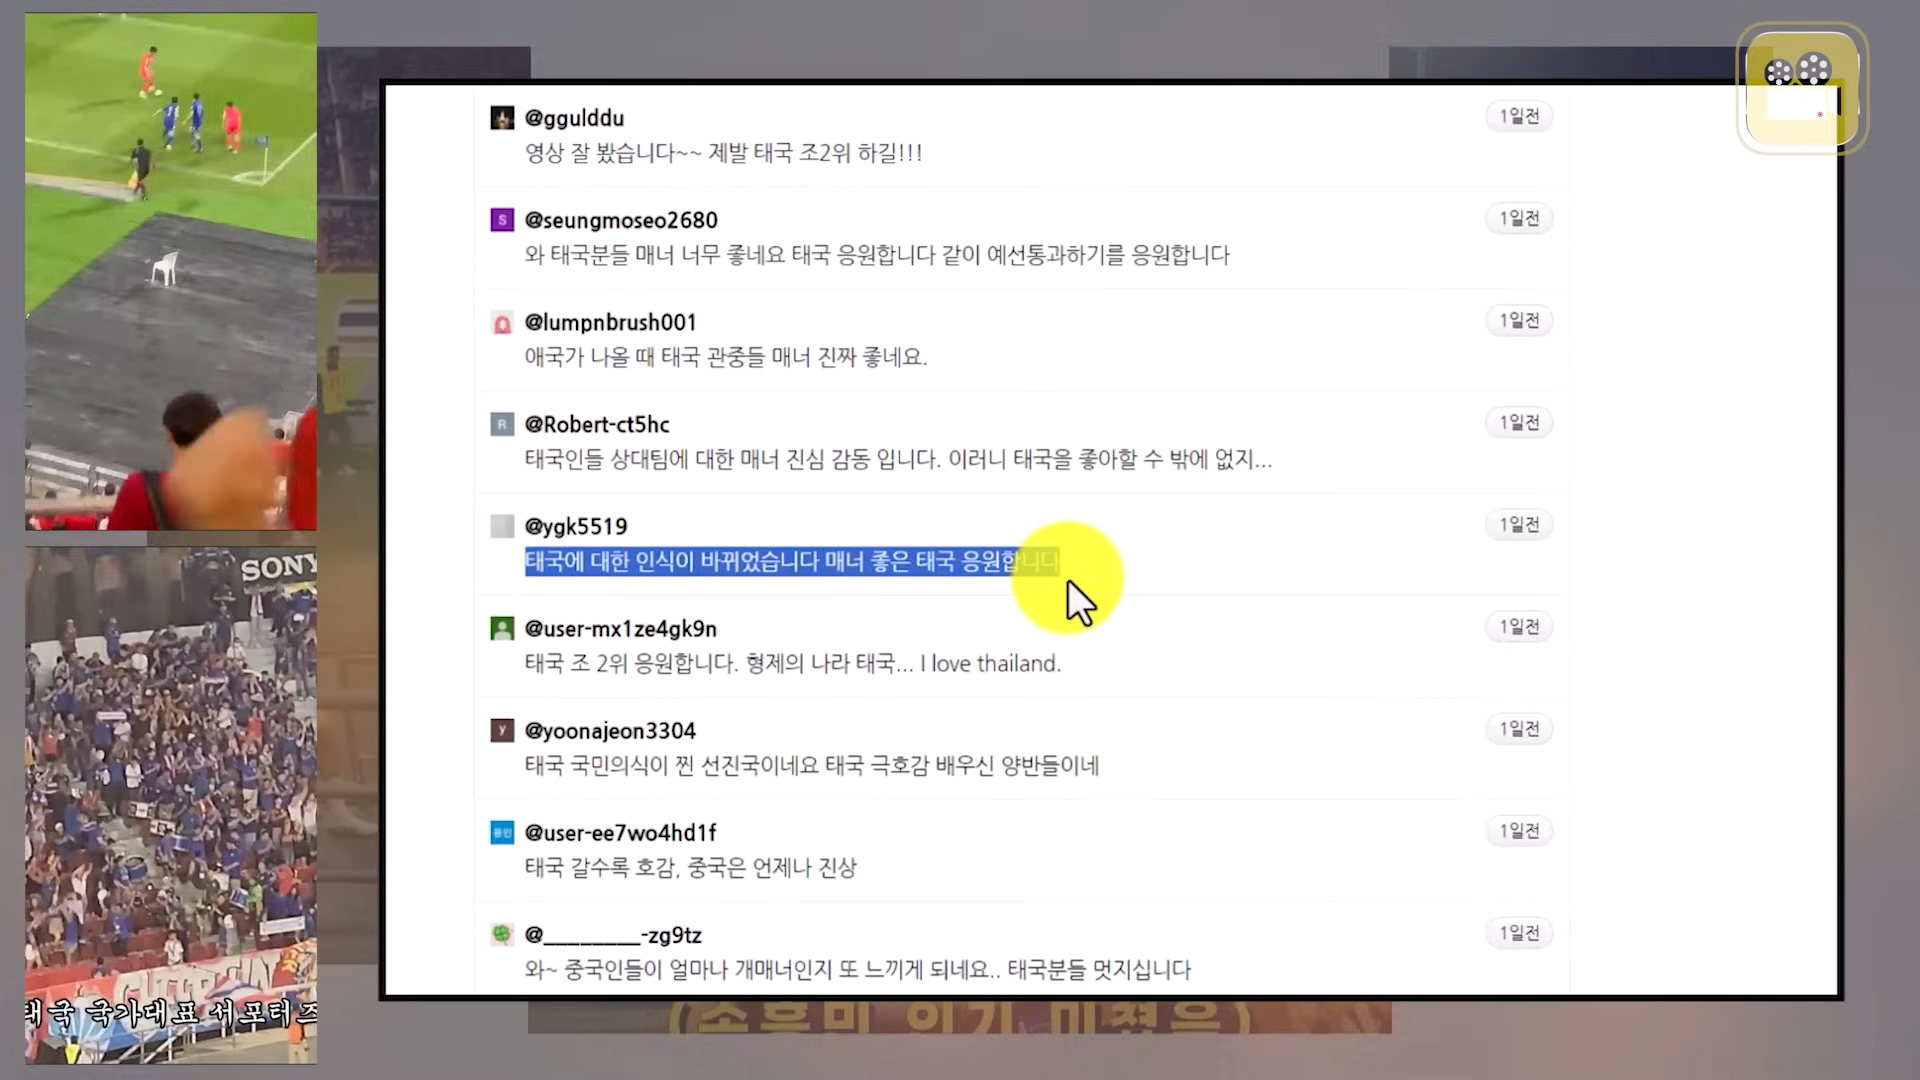 @ggulddu
1일전
영상 잘 봤습니다~~ 제발 태국 조2위 하길!!!
S
@seungmoseo2680
1일전
와 태국분들 매너 너무 좋네요 태국 응원합니다 같이 예선통과하기를 응원합니다
@lumpnbrush001
1일전
애국가 나올 때 태국 관중들 매너 진짜 좋네요.
R
@Robert-ct5hc
1일전
태국인들 상대팀에 대한 매너 진심 감동 입니다. 이러니 태국을 좋아할 수 밖에 없지...
@ygk5519
1일전
태국에 대한 인식이 바뀌었습니다 매너 좋은 태국 응원합니다
@user-mx1ze4gk9n
1일전
태국 조 2위 응원합니다. 형제의 나라 태국... I love thailand.
y
@yoonajeon3304
1일전
태국 국민의식이 찐 선진국이네요 태국 극호감 배우신 양반들이네
용인
@user-ee7wo4hd1f
1일전
태국 갈수록 호감, 중국은 언제나 진상
@________-zg9tz
1일전
와~ 중국인들이 얼마나 개매너인지 또 느끼게 되네요.. 태국분들 멋지십니다
SONY
태국 국가대표 서포터즈
(손흥민 인기 미쳤음)